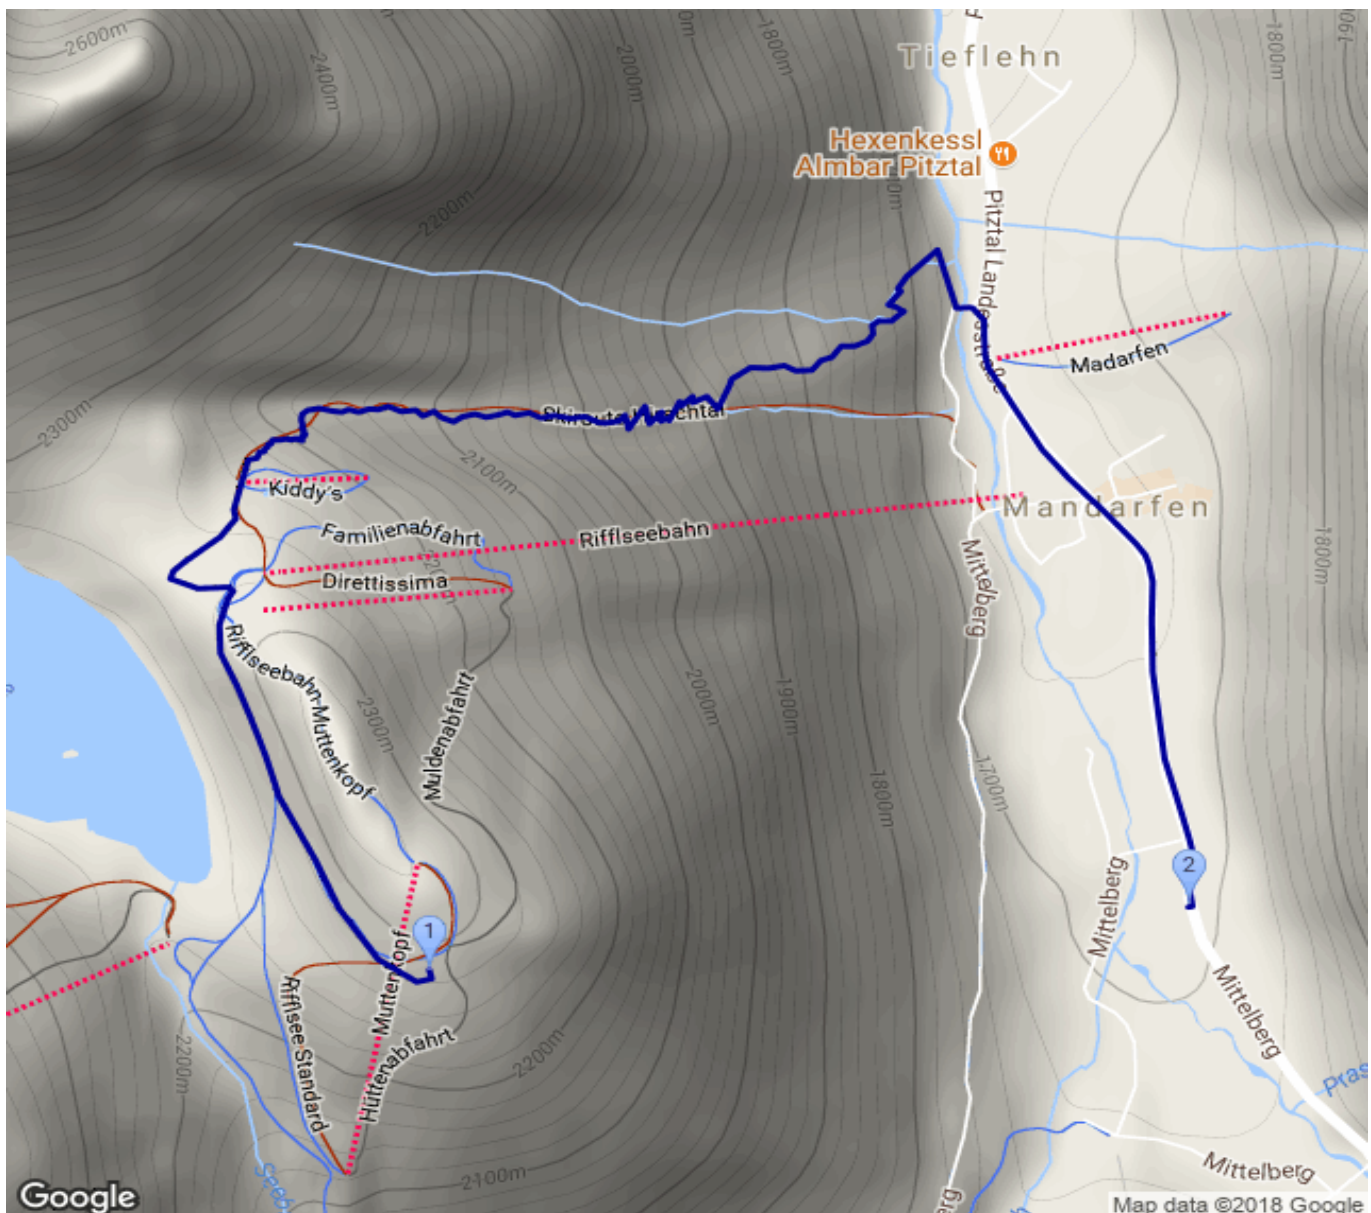 2600m
2400m
2000m
1800m
1800m
Tieflehn
Hexenkessl
Almbar Pitztal
2200m
Pitztal Landesstraße
Madarfen
2300m
2100m
Kiddy's
Familienabfahrt
Rifflseebahn
Mandarfen
Direttissima
Mittelberg
1800m
Rifflseebahn-Muttenkopf
2300m
Muldenabfahrt
2000m
1900m
1700m
1800m
2
1
Mittelberg
Muttenkopf
Mittelberg
Rifflsee Standard
Hüttenabfahrt
2200m
2200m
2100m
Mittelberg
Google
Map data ©2018 Google